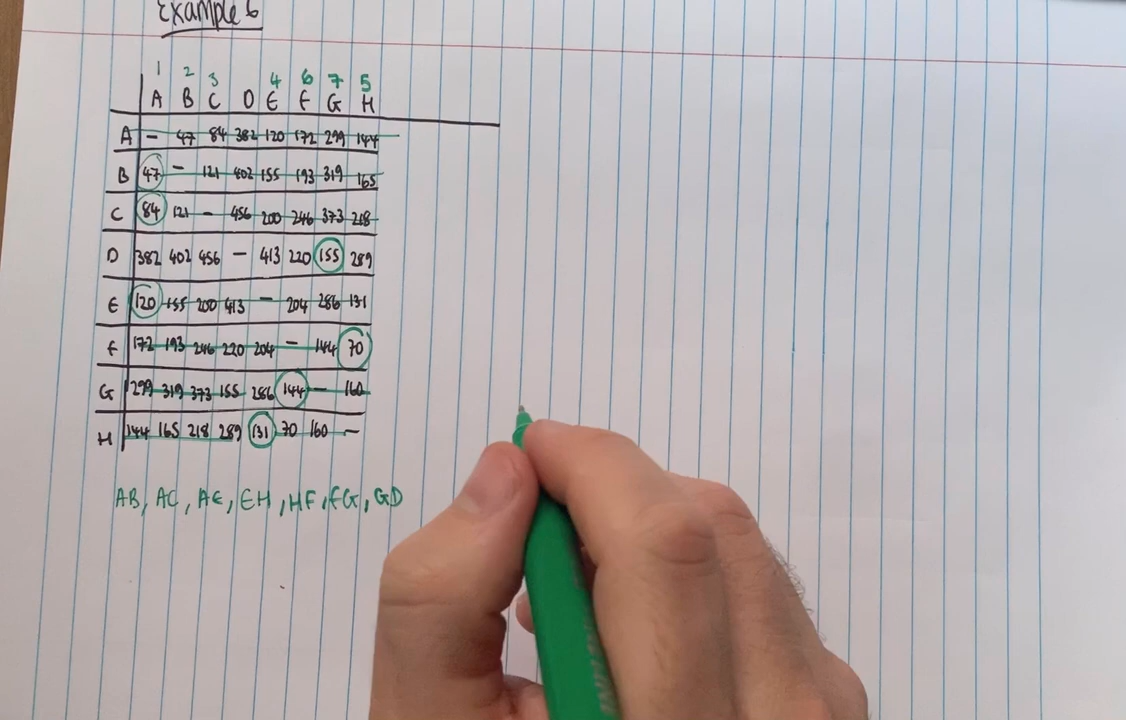 Example 6
1 2 3 4 6 7 5
A B C D E F G H
A - 47 84 382 120 172 299 144
B 47 - 121 402 155 193 319 165
C 84 121 - 456 200 246 373 218
D 382 402 456 - 413 220 155 289
E 120 155 200 413 - 204 286 131
F 172 193 246 220 204 - 144 70
G 299 319 373 155 286 144 - 160
H 144 165 218 289 131 70 160 -
AB, AC, AE, EH, HF, FG, GD